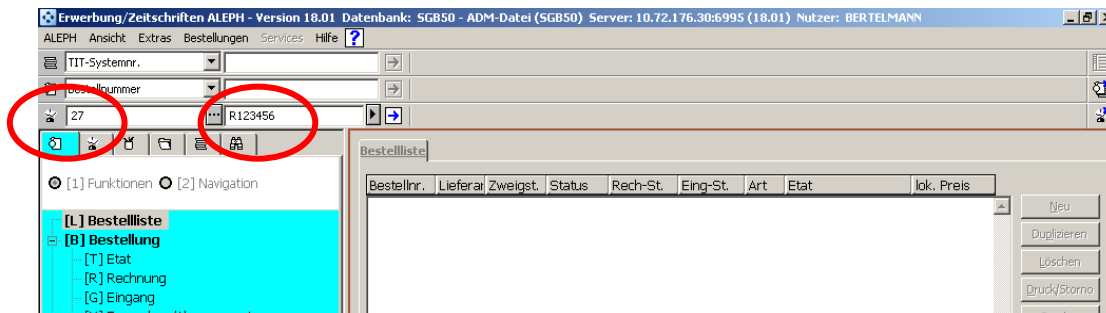 Erwerbung/Zeitschriften ALEPH - Version 18.01 Datenbank: SGB50 - ADM-Datei (SGB50) Server: 10.72.176.30:6995 (18.01) Nutzer: BERTELMANN
ALEPH Ansicht Extras Bestellungen Services Hilfe ?
TIT-Systemnr.
Bestellnummer
27 ... R123456
Bestellliste
[1] Funktionen [2] Navigation
Bestellnr. Lieferar Zweigst. Status Rech-St. Eing-St. Art Etat lok. Preis
Neu
[L] Bestellliste
[B] Bestellung
Duplizieren
[T] Etat
Löschen
[R] Rechnung
Druck/Storno
[G] Eingang